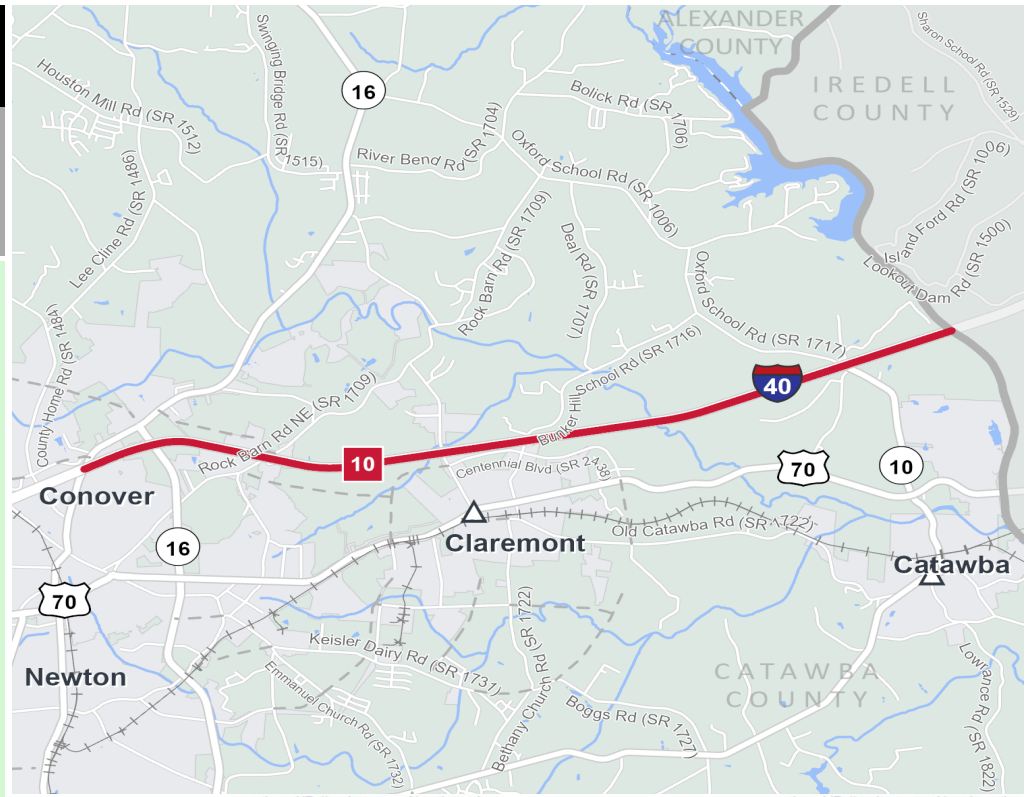 ALEXANDER
COUNTY
IREDELL
COUNTY
Sharon School Rd (SR 1529)
Swinging Bridge Rd (SR 1515)
Houston Mill Rd (SR 1512)
16
Bolick Rd (SR 1706)
River Bend Rd (SR 1704)
Oxford School Rd (SR 1006)
Lee Cline Rd (SR 1486)
Island Ford Rd (SR 1006)
Rock Barn Rd (SR 1709)
Deal Rd (SR 1707)
Lookout Dam Rd (SR 1500)
Oxford School Rd (SR 1717)
County Home Rd (SR 1484)
Bunker Hill School Rd (SR 1716)
40
Rock Barn Rd NE (SR 1709)
10
Centennial Blvd (SR 2438)
70
10
Conover
Claremont
Old Catawba Rd (SR 1722)
16
Catawba
70
Keisler Dairy Rd (SR 1731)
Newton
Emmanuel Church Rd (SR 1732)
Bethany Church Rd (SR 1722)
Boggs Rd (SR 1727)
CATAWBA
COUNTY
Lowrance Rd (SR 1822)